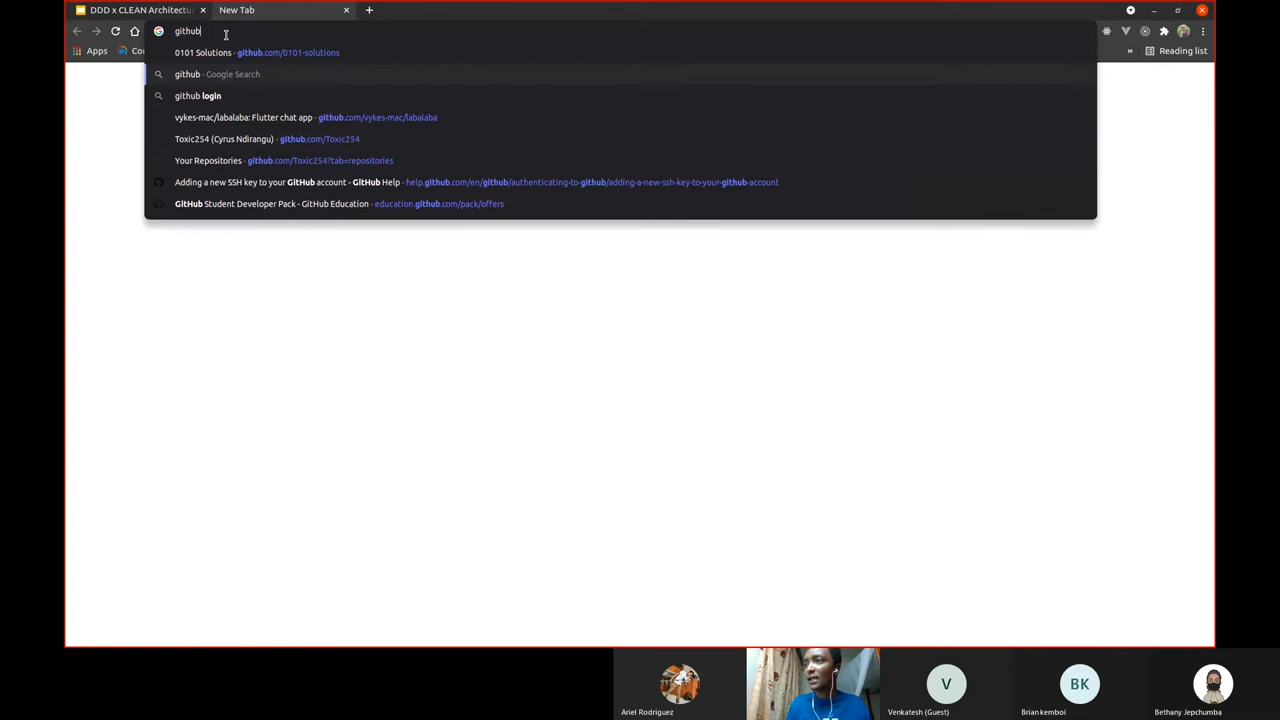 DDD x CLEAN Architectu
New Tab
github
Apps
Co
Reading list
0101 Solutions - github.com/0101-solutions
github - Google Search
github login
vykes-mac/labalaba: Flutter chat app - github.com/vykes-mac/labalaba
Toxic254 (Cyrus Ndirangu) - github.com/Toxic254
Your Repositories - github.com/Toxic254?tab=repositories
Adding a new SSH key to your GitHub account - GitHub Help - help.github.com/en/github/authenticating-to-github/adding-a-new-ssh-key-to-your-github-account
GitHub Student Developer Pack - GitHub Education - education.github.com/pack/offers
V
BK
Ariel Rodriguez
Venkatesh (Guest)
Brian kemboi
Bethany Jepchumba